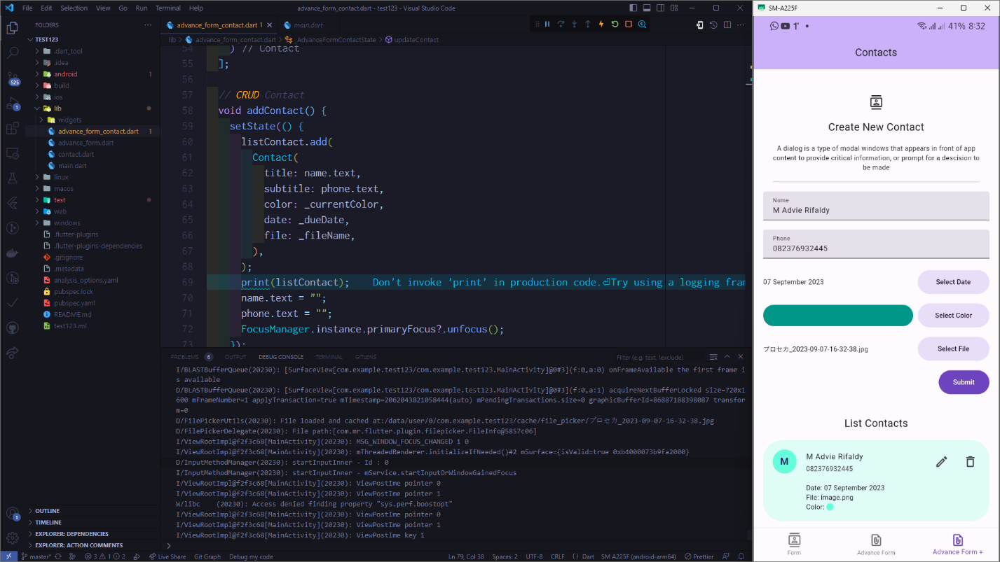 File Edit Selection View Go Run Terminal Help
advance_form_contact.dart - test123 - Visual Studio Code
FOLDERS
TEST123
.dart_tool
.idea
android 1
build
ios
lib
widgets
advance_form_contact.dart 1
advance_form.dart
contact.dart
main.dart
linux
macos
test
web
windows
.flutter-plugins
.flutter-plugins-dependencies
.gitignore
.metadata
analysis_options.yaml
pubspec.lock
pubspec.yaml
README.md
test123.iml
OUTLINE
TIMELINE
EXPLORER: DEPENDENCIES
EXPLORER: ACTION COMMENTS
525
1
1
advance_form_contact.dart 1
main.dart
lib > advance_form_contact.dart > _AdvanceFormContactState > updateContact
54 ) // Contact
55 ];
56
57 // CRUD Contact
58 void addContact() {
59 setState(() {
60 listContact.add(
61 Contact(
62 title: name.text,
63 subtitle: phone.text,
64 color: _currentColor,
65 date: _dueDate,
66 file: _fileName,
67 ),
68 );
69 print(listContact); Don't invoke 'print' in production code.⏎Try using a logging fram
70 name.text = "";
71 phone.text = "";
72 FocusManager.instance.primaryFocus?.unfocus();
73 });
PROBLEMS 6 OUTPUT DEBUG CONSOLE TERMINAL GITLENS
Filter (e.g. text, !exclude)
I/BLASTBufferQueue(20230): [SurfaceView[com.example.test123/com.example.test123.MainActivity]@0#3](f:0,a:0) onFrameAvailable the first frame i
s available
D/BLASTBufferQueue(20230): [SurfaceView[com.example.test123/com.example.test123.MainActivity]@0#3](f:0,a:1) acquireNextBufferLocked size=720x1
600 mFrameNumber=1 applyTransaction=true mTimestamp=2062043821058444(auto) mPendingTransactions.size=0 graphicBufferId=86887188398087 transfor
m=0
D/FilePickerUtils(20230): File loaded and cached at:/data/user/0/com.example.test123/cache/file_picker/プロセカ_2023-09-07-16-32-38.jpg
D/FilePickerDelegate(20230): File path:[com.mr.flutter.plugin.filepicker.FileInfo@5857c06]
I/ViewRootImpl@f2f3c68[MainActivity](20230): MSG_WINDOW_FOCUS_CHANGED 1 0
I/ViewRootImpl@f2f3c68[MainActivity](20230): mThreadedRenderer.initializeIfNeeded()#2 mSurface={isValid=true 0xb4000073b9fa2000}
D/InputMethodManager(20230): startInputInner - Id : 0
I/InputMethodManager(20230): startInputInner - mService.startInputOrWindowGainedFocus
I/ViewRootImpl@f2f3c68[MainActivity](20230): ViewPostIme pointer 0
I/ViewRootImpl@f2f3c68[MainActivity](20230): ViewPostIme pointer 1
W/libc (20230): Access denied finding property "sys.perf.boostopt"
I/ViewRootImpl@f2f3c68[MainActivity](20230): ViewPostIme pointer 0
I/ViewRootImpl@f2f3c68[MainActivity](20230): ViewPostIme pointer 1
I/ViewRootImpl@f2f3c68[MainActivity](20230): ViewPostIme key 1
master* 3 1 2 Live Share Git Graph Debug my code
Ln 79, Col 38 Spaces: 2 UTF-8 CRLF {} Dart SM A225F (android-arm64) Prettier
SM-A225F
41% 8:32
Contacts
Create New Contact
A dialog is a type of modal windows that appears in front of app
content to provide critical information, or prompt for a descision to
be made
Name
M Advie Rifaldy
Phone
082376932445
07 September 2023
Select Date
Select Color
プロセカ_2023-09-07-16-32-38.jpg
Select File
Submit
List Contacts
M
M Advie Rifaldy
082376932445
Date: 07 September 2023
File: image.png
Color:
Form
Advance Form
Advance Form +